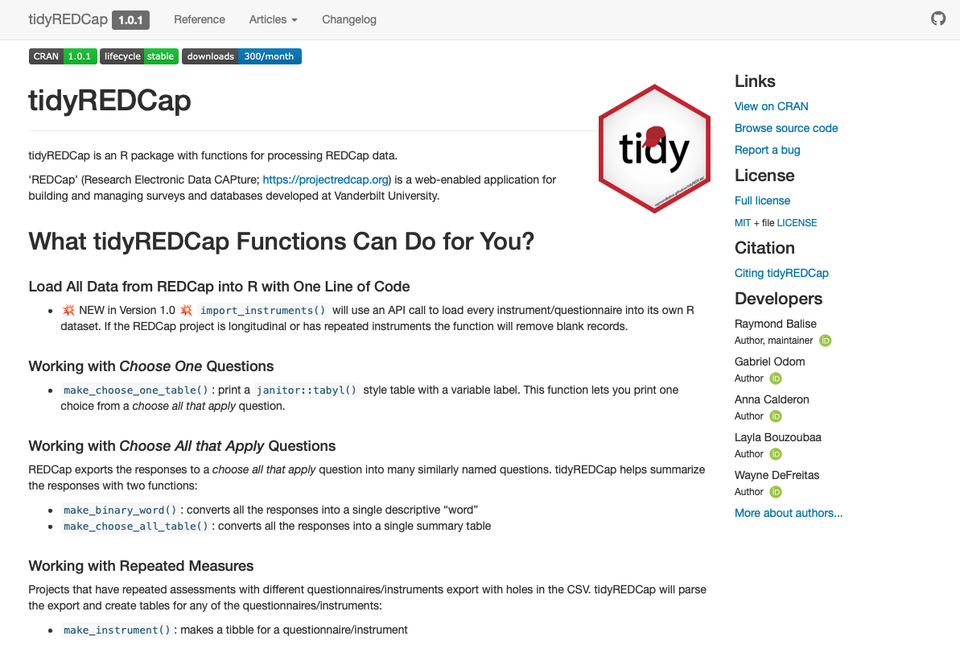 tidyREDCap 1.0.1 Reference Articles Changelog
CRAN 1.0.1 lifecycle stable downloads 300/month
tidyREDCap
tidy
tidyREDCap is an R package with functions for processing REDCap data.
‘REDCap’ (Research Electronic Data CAPture; https://projectredcap.org) is a web-enabled application for
building and managing surveys and databases developed at Vanderbilt University.
What tidyREDCap Functions Can Do for You?
Load All Data from REDCap into R with One Line of Code
• 💥 NEW in Version 1.0 💥 import_instruments() will use an API call to load every instrument/questionnaire into its own R
dataset. If the REDCap project is longitudinal or has repeated instruments the function will remove blank records.
Working with Choose One Questions
• make_choose_one_table() : print a janitor::tabyl() style table with a variable label. This function lets you print one
choice from a choose all that apply question.
Working with Choose All that Apply Questions
REDCap exports the responses to a choose all that apply question into many similarly named questions. tidyREDCap helps summarize
the responses with two functions:
• make_binary_word() : converts all the responses into a single descriptive “word”
• make_choose_all_table() : converts all the responses into a single summary table
Working with Repeated Measures
Projects that have repeated assessments with different questionnaires/instruments export with holes in the CSV. tidyREDCap will parse
the export and create tables for any of the questionnaires/instruments:
• make_instrument() : makes a tibble for a questionnaire/instrument
Links
View on CRAN
Browse source code
Report a bug
License
Full license
MIT + file LICENSE
Citation
Citing tidyREDCap
Developers
Raymond Balise
Author, maintainer iD
Gabriel Odom
Author iD
Anna Calderon
Author iD
Layla Bouzoubaa
Author iD
Wayne DeFreitas
Author iD
More about authors...